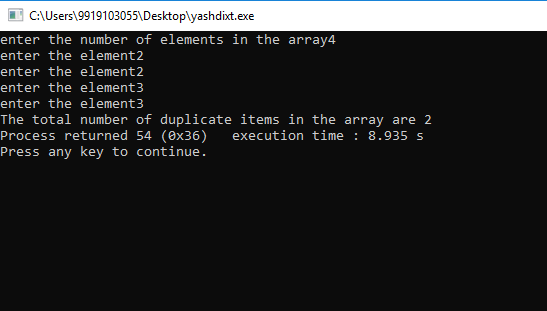 C:\Users\9919103055\Desktop\yashdixt.exe
enter the number of elements in the array4
enter the element2
enter the element2
enter the element3
enter the element3
The total number of duplicate items in the array are 2
Process returned 54 (0x36)   execution time : 8.935 s
Press any key to continue.